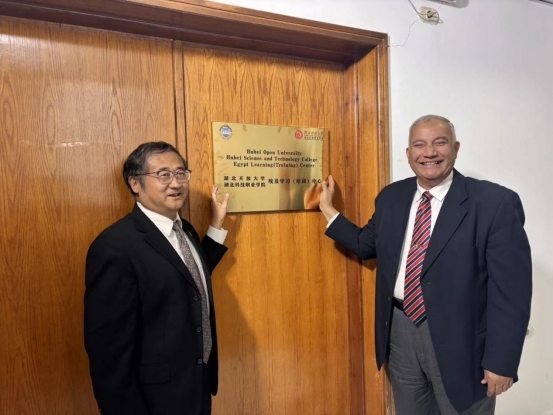 Hubei Open University
Hubei Science and Technology College
Egypt Learning(Training) Center
湖北开放大学
湖北科技职业学院 埃及学习（培训）中心